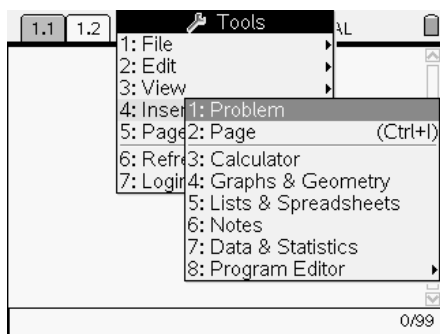 1.1 1.2 Tools AL
1: File
2: Edit
3: View
4: Inser
5: Page
6: Refre
7: Login
1: Problem
2: Page (Ctrl+I)
3: Calculator
4: Graphs & Geometry
5: Lists & Spreadsheets
6: Notes
7: Data & Statistics
8: Program Editor
0/99